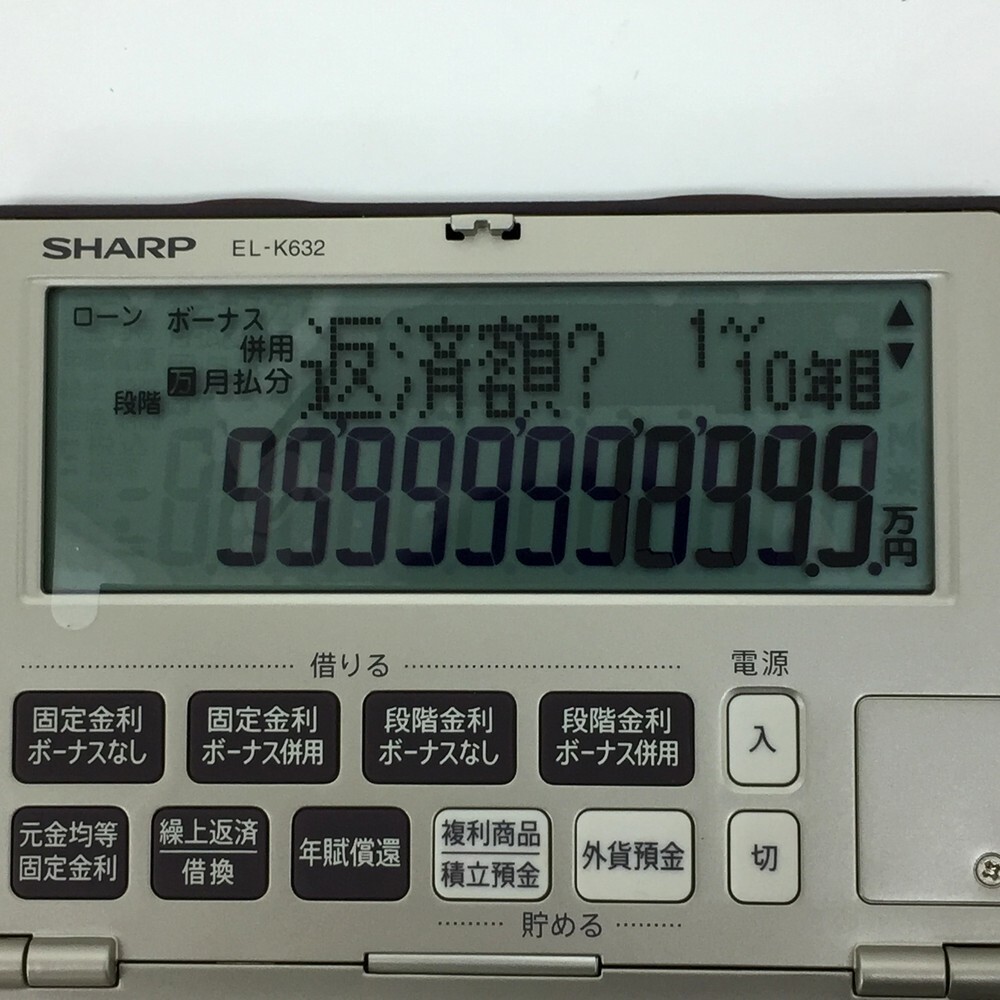 SHARP EL-K632
ローン ボーナス 併用
段階 万 月払分
返済額? 1~
10年目
99'999'99'8'99.9.
万円
借りる
電源
固定金利
ボーナスなし
固定金利
ボーナス併用
段階金利
ボーナスなし
段階金利
ボーナス併用
入
元金均等
固定金利
繰上返済
借換
年賦償還
複利商品
積立預金
外貨預金
切
貯める